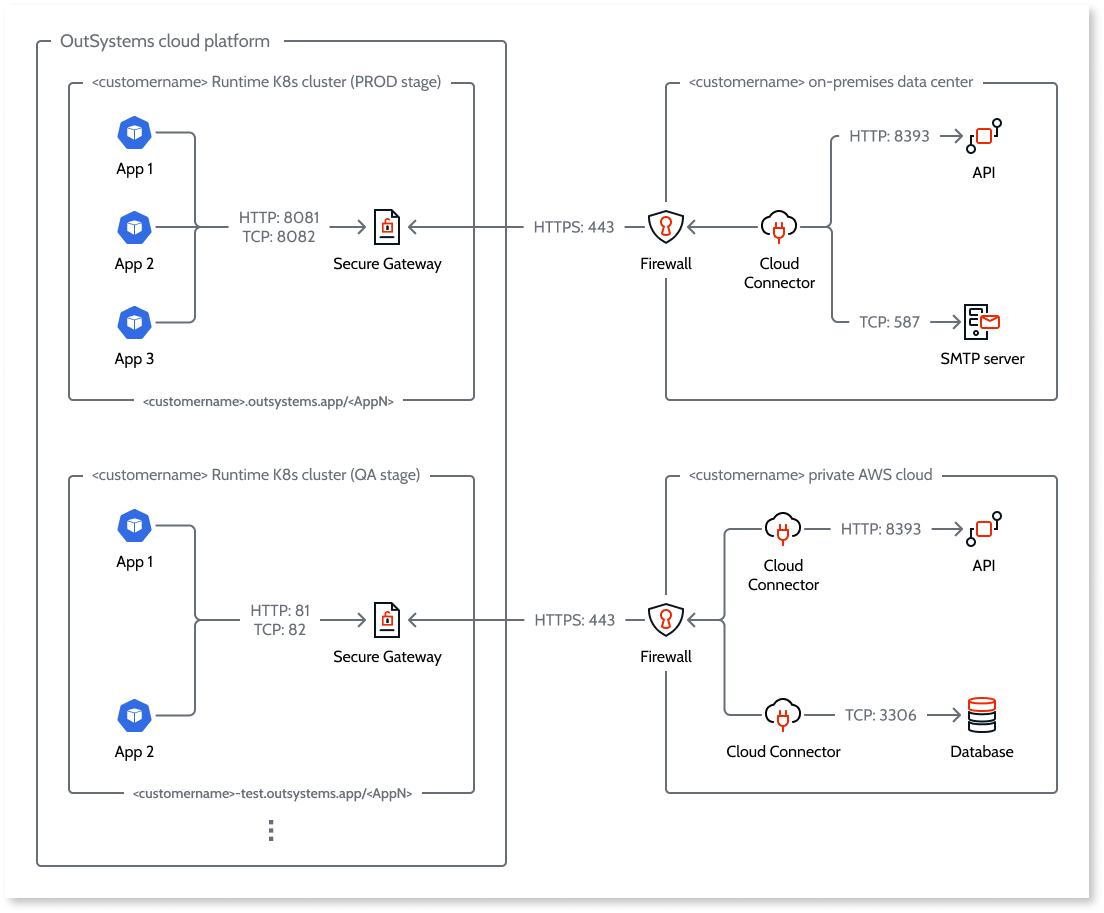 OutSystems cloud platform
<customername> Runtime K8s cluster (PROD stage)
App 1
App 2
App 3
HTTP: 8081
TCP: 8082
Secure Gateway
<customername>.outsystems.app/<AppN>
HTTPS: 443
<customername> on-premises data center
Firewall
Cloud
Connector
HTTP: 8393
API
TCP: 587
SMTP server
<customername> Runtime K8s cluster (QA stage)
App 1
App 2
HTTP: 81
TCP: 82
Secure Gateway
<customername>-test.outsystems.app/<AppN>
HTTPS: 443
<customername> private AWS cloud
Firewall
Cloud
Connector
HTTP: 8393
API
Cloud Connector
TCP: 3306
Database